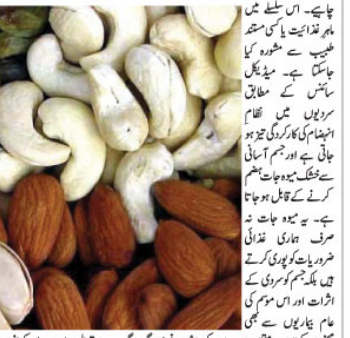 چاہیے۔ اس سلسلے میں
ماہر غذائیت یا کسی مستند
طبیب سے مشورہ کیا
جاسکتا ہے۔ میڈیکل
سائنس کے مطابق
سردیوں میں نظام
انہضام کی کارکردگی تیز ہو
جاتی ہے اور جسم آسانی
سے خشک میوہ جات ہضم
کرنے کے قابل ہو جاتا
ہے۔ یہ میوہ جات نہ
صرف ہماری غذائی
ضروریات کو پوری کرتے
ہیں بلکہ جسم کو سردی کے
اثرات اور اس موسم کی
عام بیماریوں سے بھی